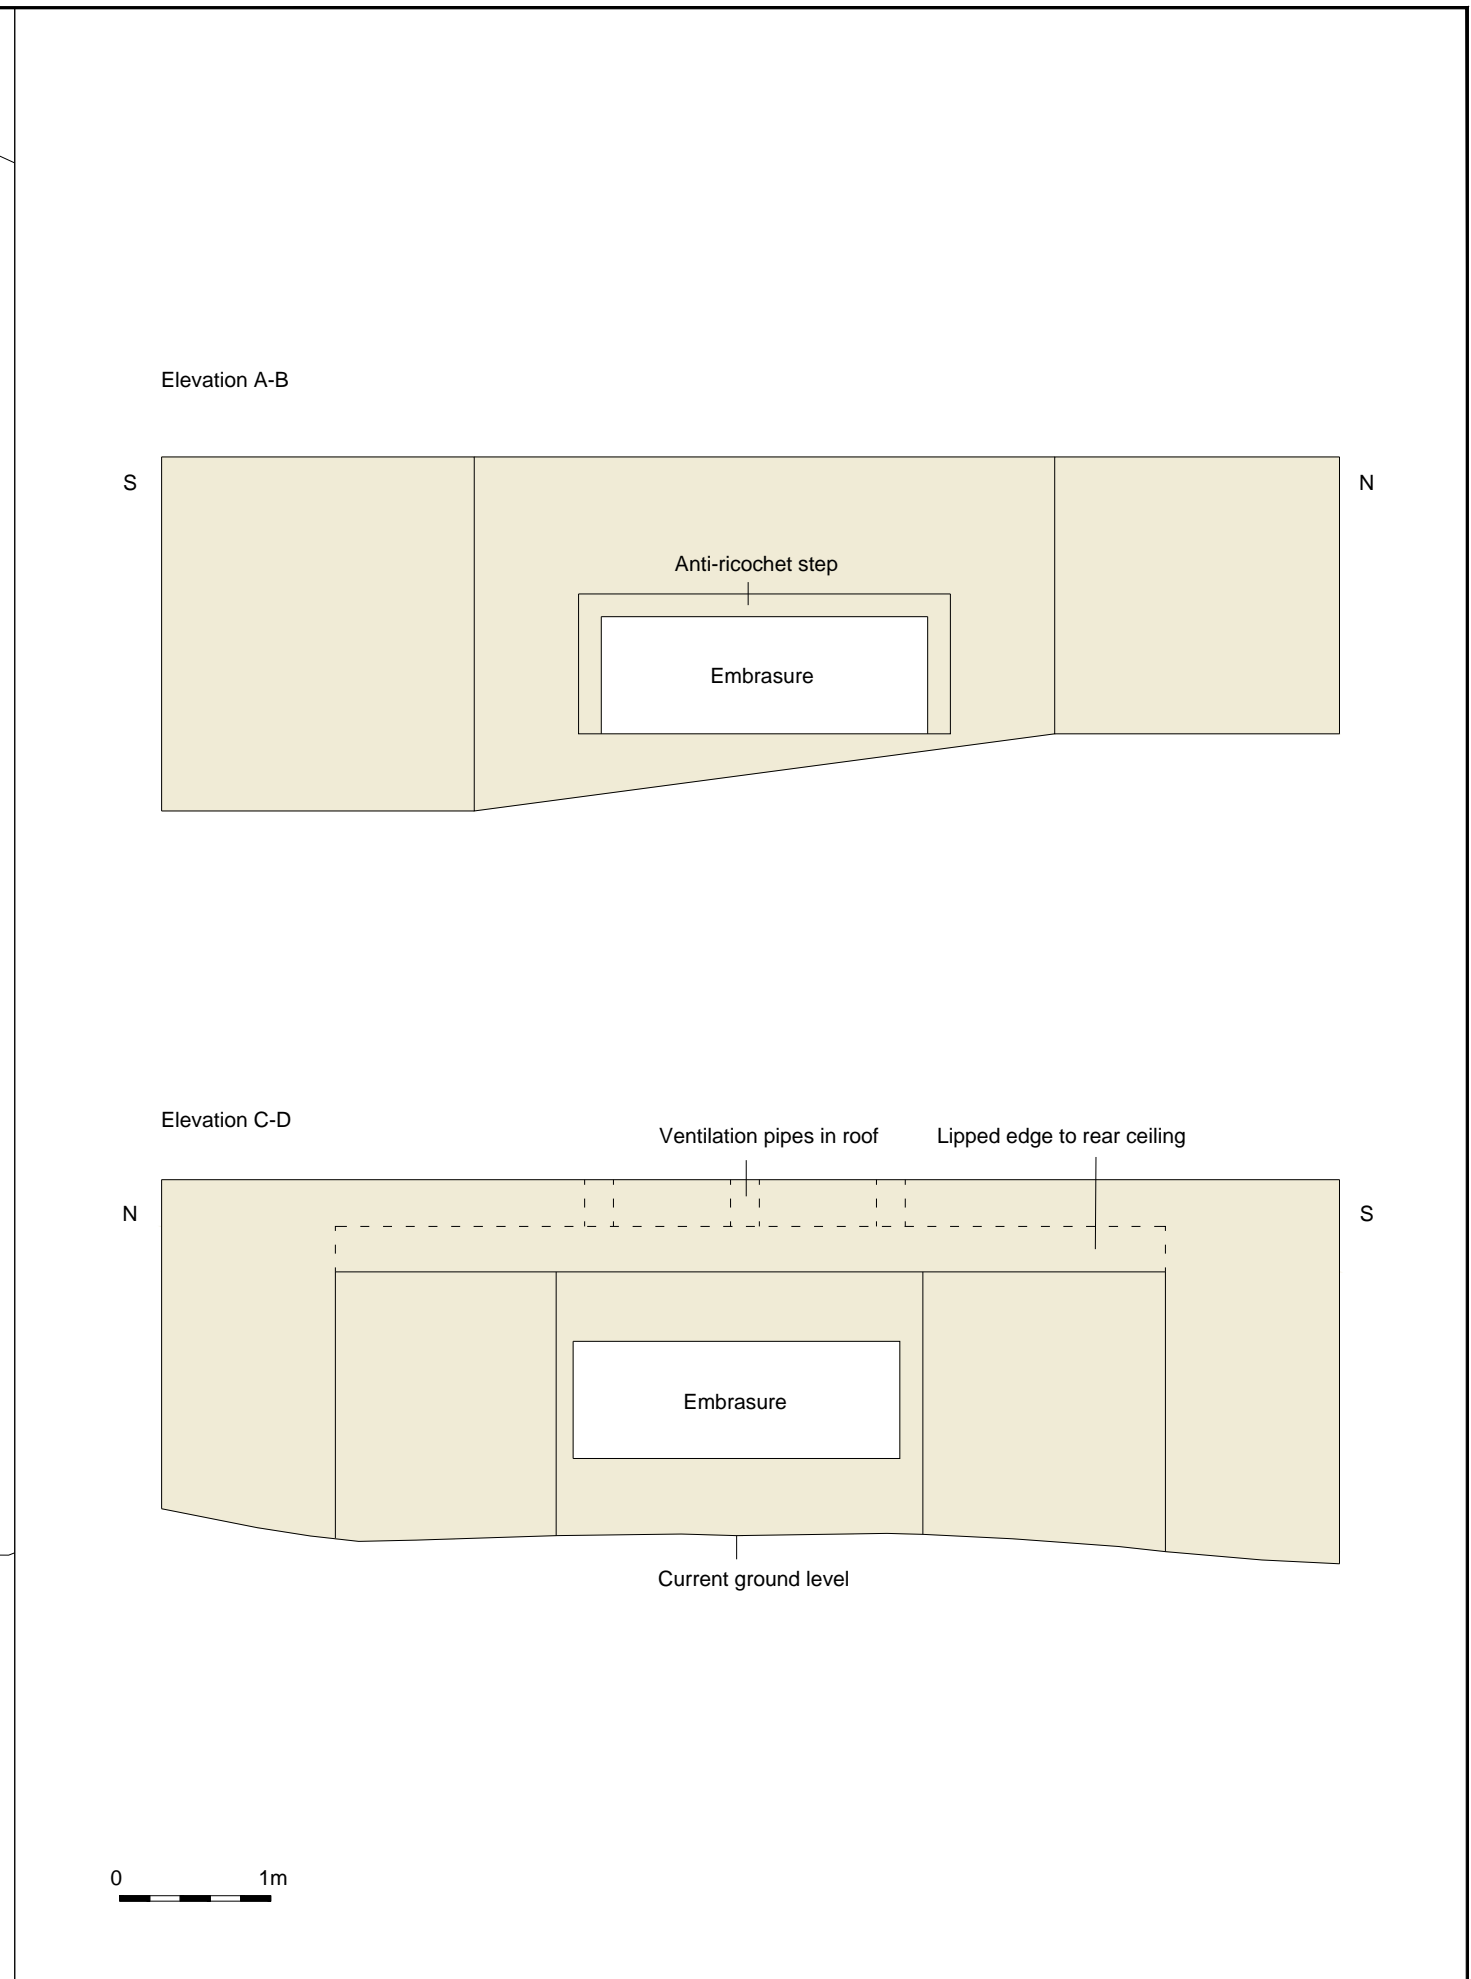 Elevation A-B
S
N
Anti-ricochet step
Embrasure
Elevation C-D
Ventilation pipes in roof
Lipped edge to rear ceiling
N
S
Embrasure
Current ground level
0 1m